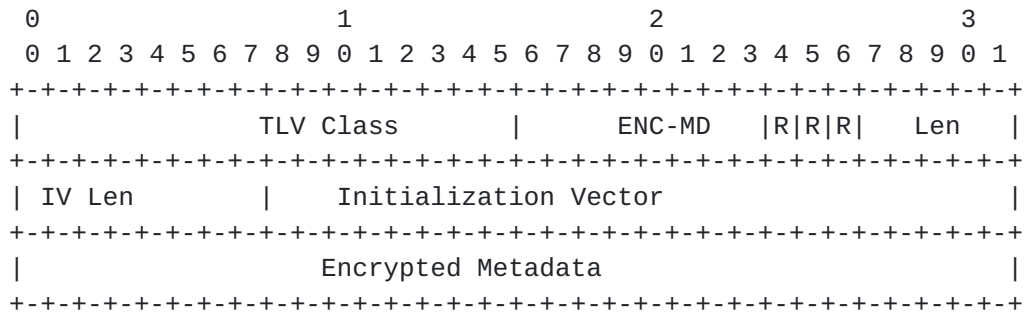 0                   1                   2                   3
 0 1 2 3 4 5 6 7 8 9 0 1 2 3 4 5 6 7 8 9 0 1 2 3 4 5 6 7 8 9 0 1
+-+-+-+-+-+-+-+-+-+-+-+-+-+-+-+-+-+-+-+-+-+-+-+-+-+-+-+-+-+-+-+-+
|               TLV Class       |      ENC-MD   |R|R|R|   Len   |
+-+-+-+-+-+-+-+-+-+-+-+-+-+-+-+-+-+-+-+-+-+-+-+-+-+-+-+-+-+-+-+-+
| IV Len        |    Initialization Vector                      |
+-+-+-+-+-+-+-+-+-+-+-+-+-+-+-+-+-+-+-+-+-+-+-+-+-+-+-+-+-+-+-+-+
|                   Encrypted Metadata                          |
+-+-+-+-+-+-+-+-+-+-+-+-+-+-+-+-+-+-+-+-+-+-+-+-+-+-+-+-+-+-+-+-+